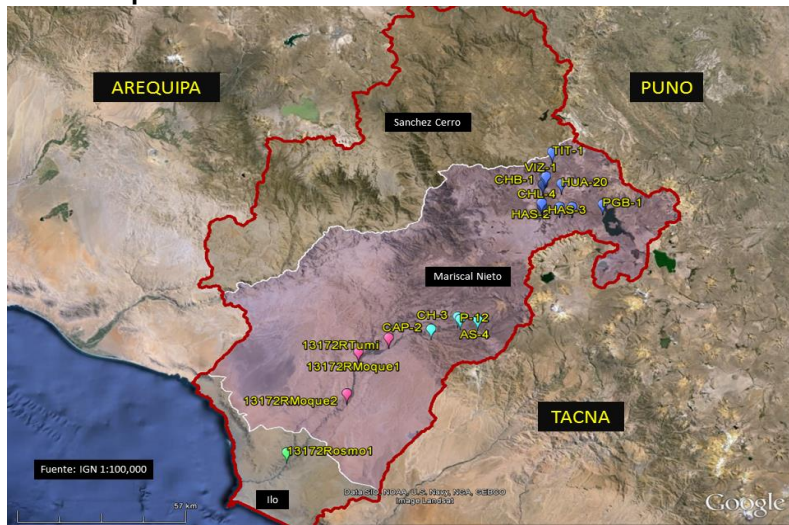 AREQUIPA
PUNO
Sanchez Cerro
TIT-1
VIZ-1
CHB-1
HUA-20
CHL-4
HAS-2
HAS-3
PGB-1
Mariscal Nieto
CH-3
P-12
CAP-2
AS-4
13172RTumi
13172RMoque1
13172RMoque2
TACNA
13172Rosmo1
Fuente: IGN 1:100,000
Ilo
Data SIO, NOAA, U.S. Navy, NGA, GEBCO
Image Landsat
57 km
Google